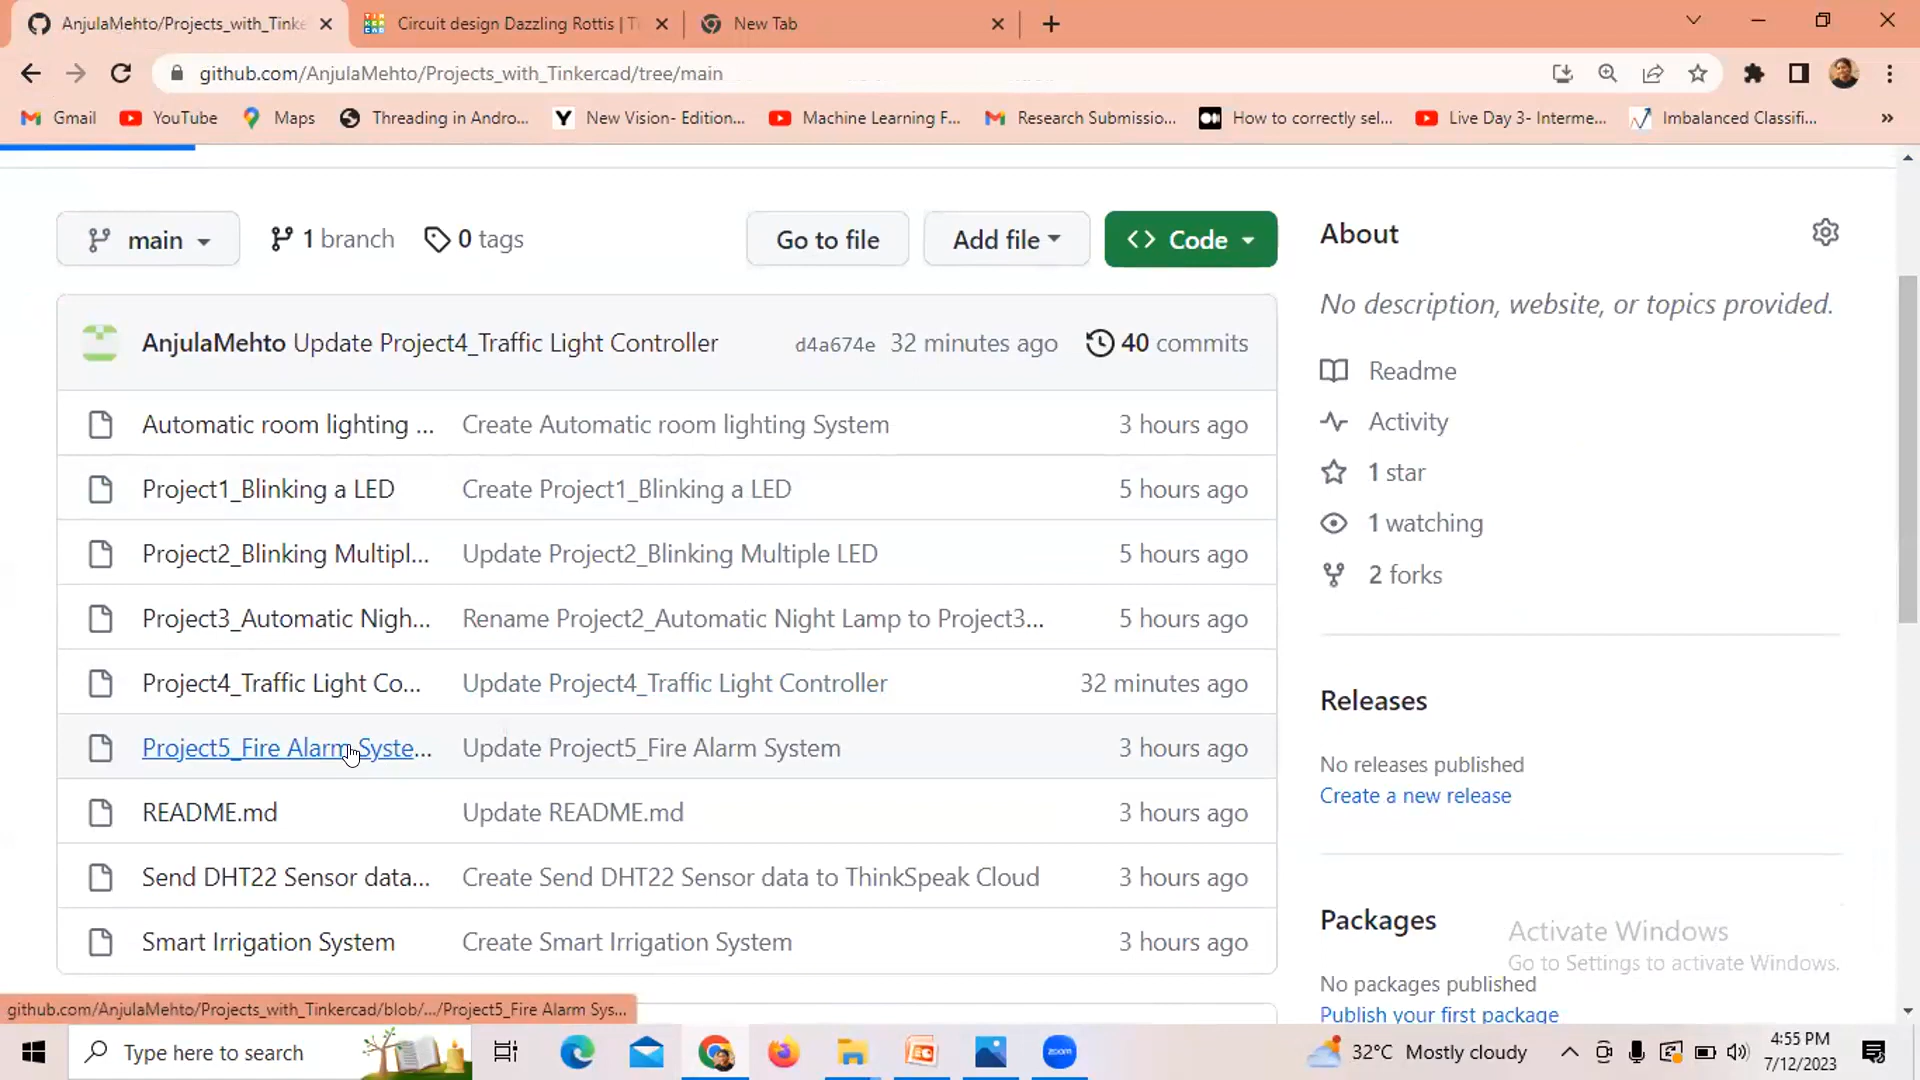 AnjulaMehto/Projects_with_Tinke
Circuit design Dazzling Rottis | T
New Tab
github.com/AnjulaMehto/Projects_with_Tinkercad/tree/main
Gmail
YouTube
Maps
Threading in Andro...
New Vision- Edition...
Machine Learning F...
Research Submissio...
How to correctly sel...
Live Day 3- Interme...
Imbalanced Classifi...
»
main
1 branch
0 tags
Go to file
Add file
Code
About
No description, website, or topics provided.
AnjulaMehto Update Project4_Traffic Light Controller d4a674e 32 minutes ago 40 commits
Automatic room lighting ... Create Automatic room lighting System 3 hours ago
Project1_Blinking a LED Create Project1_Blinking a LED 5 hours ago
Project2_Blinking Multipl... Update Project2_Blinking Multiple LED 5 hours ago
Project3_Automatic Nigh... Rename Project2_Automatic Night Lamp to Project3... 5 hours ago
Project4_Traffic Light Co... Update Project4_Traffic Light Controller 32 minutes ago
Project5_Fire Alarm Syste... Update Project5_Fire Alarm System 3 hours ago
README.md Update README.md 3 hours ago
Send DHT22 Sensor data... Create Send DHT22 Sensor data to ThinkSpeak Cloud 3 hours ago
Smart Irrigation System Create Smart Irrigation System 3 hours ago
Readme
Activity
1 star
1 watching
2 forks
Releases
No releases published
Create a new release
Packages
No packages published
Publish your first package
Activate Windows
Go to Settings to activate Windows.
github.com/AnjulaMehto/Projects_with_Tinkercad/blob/.../Project5_Fire Alarm Sys...
Type here to search
zoom
32°C Mostly cloudy
4:55 PM
7/12/2023